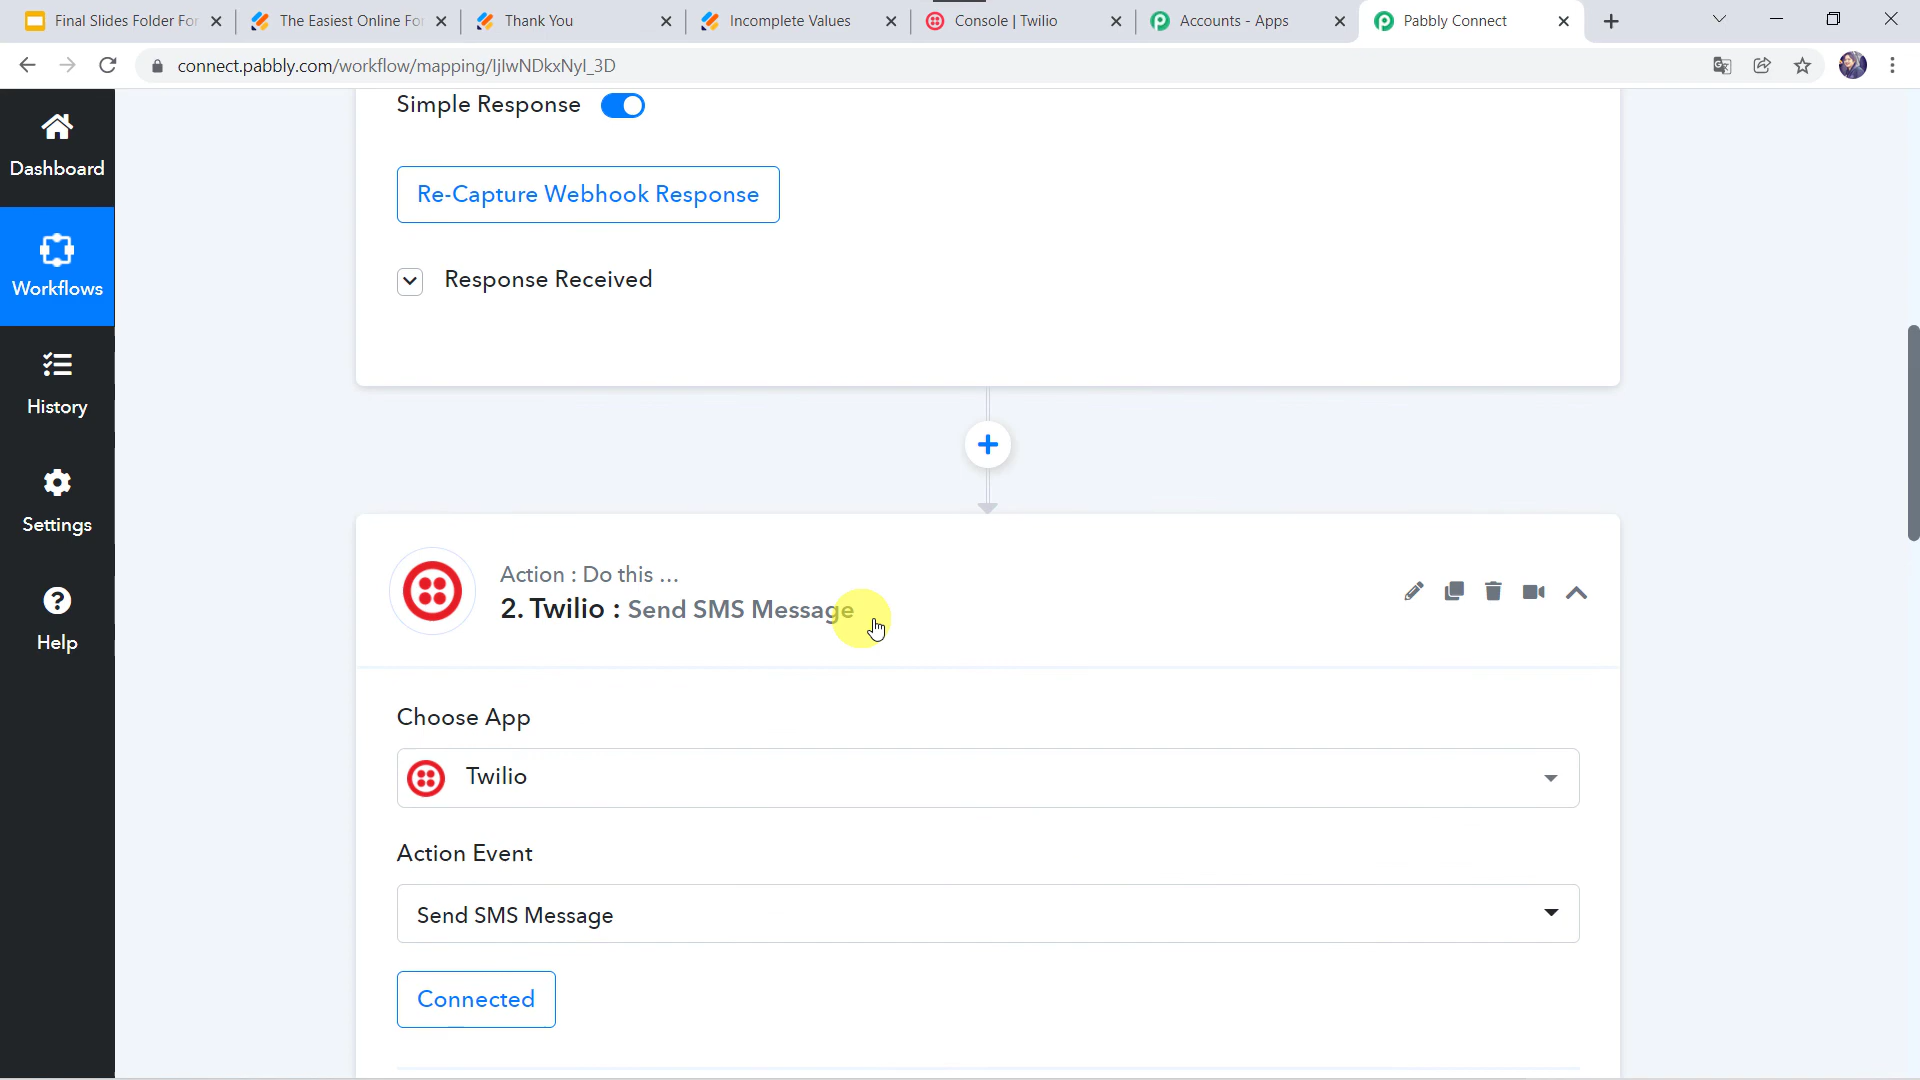 Final Slides Folder For
The Easiest Online For
Thank You
Incomplete Values
Console | Twilio
Accounts - Apps
Pabbly Connect
connect.pabbly.com/workflow/mapping/IjIwNDkxNyI_3D
Simple Response
Dashboard
Re-Capture Webhook Response
Workflows
Response Received
History
Settings
Action : Do this ...
2. Twilio : Send SMS Message
Help
Choose App
Twilio
Action Event
Send SMS Message
Connected